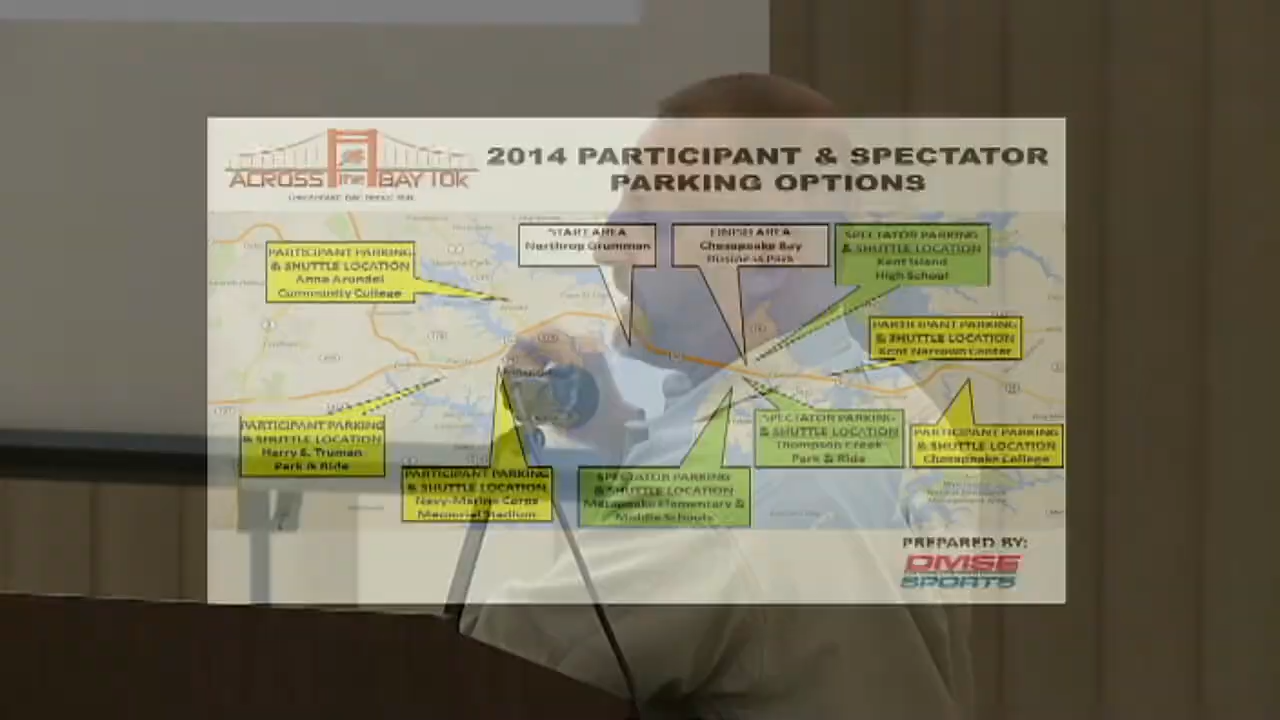 2014 PARTICIPANT & SPECTATOR
PARKING OPTIONS
ACROSS the BAY 10k
CHESAPEAKE BAY BRIDGE RUN
START AREA
Northrop Grumman
FINISH AREA
Chesapeake Bay
Business Park
SPECTATOR PARKING
& SHUTTLE LOCATION
Kent Island
High School
PARTICIPANT PARKING
& SHUTTLE LOCATION
Anne Arundel
Community College
PARTICIPANT PARKING
& SHUTTLE LOCATION
Kent Narrows Center
PARTICIPANT PARKING
& SHUTTLE LOCATION
Harry S. Truman
Park & Ride
SPECTATOR PARKING
& SHUTTLE LOCATION
Thompson Creek
Park & Ride
PARTICIPANT PARKING
& SHUTTLE LOCATION
Chesapeake College
PARTICIPANT PARKING
& SHUTTLE LOCATION
Navy-Marine Corps
Memorial Stadium
SPECTATOR PARKING
& SHUTTLE LOCATION
Matapeake Elementary &
Middle Schools
PREPARED BY:
DMSE
SPORTS